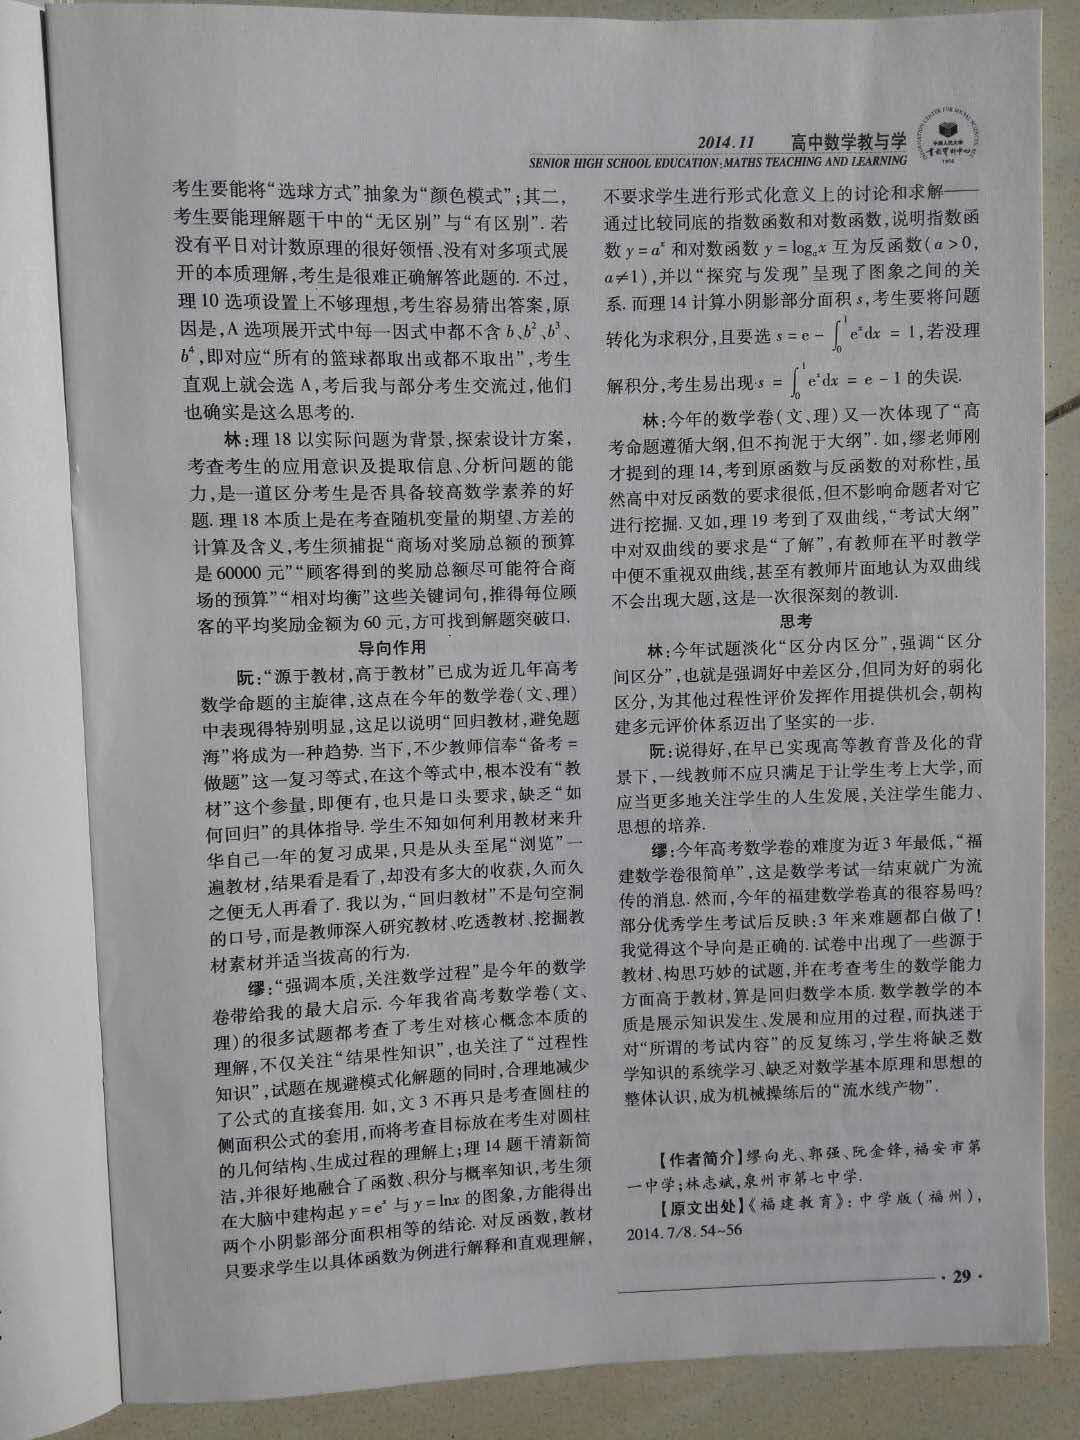 2014.11 高中数学教与学
SENIOR HIGH SCHOOL EDUCATION:MATHS TEACHING AND LEARNING
考生要能将“选球方式”抽象为“颜色模式”;其二,
考生要能理解题干中的“无区别”与“有区别”.若
没有平日对计数原理的很好领悟、没有对多项式展
开的本质理解,考生是很难正确解答此题的.不过,
理10选项设置上不够理想,考生容易猜出答案,原
因是,A选项展开式中每一因式中都不含b、b²、b³、
b⁴,即对应“所有的篮球都取出或都不取出”,考生
直观上就会选A,考后我与部分考生交流过,他们
也确实是这么思考的.
林:理18以实际问题为背景,探索设计方案,
考查考生的应用意识及提取信息、分析问题的能
力,是一道区分考生是否具备较高数学素养的好
题.理18本质上是在考查随机变量的期望、方差的
计算及含义,考生须捕捉“商场对奖励总额的预算
是60000元”“顾客得到的奖励总额尽可能符合商
场的预算”“相对均衡”这些关键词句,推得每位顾
客的平均奖励金额为60元,方可找到解题突破口.
导向作用
阮:“源于教材,高于教材”已成为近几年高考
数学命题的主旋律,这点在今年的数学卷(文、理)
中表现得特别明显,这足以说明“回归教材,避免题
海”将成为一种趋势.当下,不少教师信奉“备考=
做题”这一复习等式,在这个等式中,根本没有“教
材”这个参量,即便有,也只是口头要求,缺乏“如
何回归”的具体指导.学生不知如何利用教材来升
华自己一年的复习成果,只是从头至尾“浏览”一
遍教材,结果看是看了,却没有多大的收获,久而久
之便无人再看了.我以为,“回归教材”不是句空洞
的口号,而是教师深入研究教材、吃透教材、挖掘教
材素材并适当拔高的行为.
缪:“强调本质,关注数学过程”是今年的数学
卷带给我的最大启示.今年我省高考数学卷(文、
理)的很多试题都考查了考生对核心概念本质的
理解,不仅关注“结果性知识”,也关注了“过程性
知识”,试题在规避模式化解题的同时,合理地减少
了公式的直接套用.如,文3不再只是考查圆柱的
侧面积公式的套用,而将考查目标放在考生对圆柱
的几何结构、生成过程的理解上;理14题干清新简
洁,并很好地融合了函数、积分与概率知识,考生须
在大脑中建构起y=eˣ与y=lnx的图象,方能得出
两个小阴影部分面积相等的结论.对反函数,教材
只要求学生以具体函数为例进行解释和直观理解,
不要求学生进行形式化意义上的讨论和求解——
通过比较同底的指数函数和对数函数,说明指数函
数y=aˣ和对数函数y=logₐx互为反函数(a>0,
a≠1),并以“探究与发现”呈现了图象之间的关
系.而理14计算小阴影部分面积s,考生要将问题
转化为求积分,且要选s=e-∫₀¹eˣdx=1,若没理
解积分,考生易出现s=∫₀¹eˣdx=e-1的失误.
林:今年的数学卷(文、理)又一次体现了“高
考命题遵循大纲,但不拘泥于大纲”.如,缪老师刚
才提到的理14,考到原函数与反函数的对称性,虽
然高中对反函数的要求很低,但不影响命题者对它
进行挖掘.又如,理19考到了双曲线,“考试大纲”
中对双曲线的要求是“了解”,有教师在平时教学
中便不重视双曲线,甚至有教师片面地认为双曲线
不会出现大题,这是一次很深刻的教训.
思考
林:今年试题淡化“区分内区分”,强调“区分
间区分”,也就是强调好中差区分,但同为好的弱化
区分,为其他过程性评价发挥作用提供机会,朝构
建多元评价体系迈出了坚实的一步.
阮:说得好,在早已实现高等教育普及化的背
景下,一线教师不应只满足于让学生考上大学,而
应当更多地关注学生的人生发展,关注学生能力、
思想的培养.
缪:今年高考数学卷的难度为近3年最低,“福
建数学卷很简单”,这是数学考试一结束就广为流
传的消息.然而,今年的福建数学卷真的很容易吗?
部分优秀学生考试后反映:3年来难题都白做了!
我觉得这个导向是正确的.试卷中出现了一些源于
教材、构思巧妙的试题,并在考查考生的数学能力
方面高于教材,算是回归数学本质.数学教学的本
质是展示知识发生、发展和应用的过程,而执迷于
对“所谓的考试内容”的反复练习,学生将缺乏数
学知识的系统学习、缺乏对数学基本原理和思想的
整体认识,成为机械操练后的“流水线产物”.
【作者简介】缪向光、郭强、阮金锋,福安市第
一中学;林志斌,泉州市第七中学.
【原文出处】《福建教育》:中学版(福州),
2014.7/8.54~56
·29·